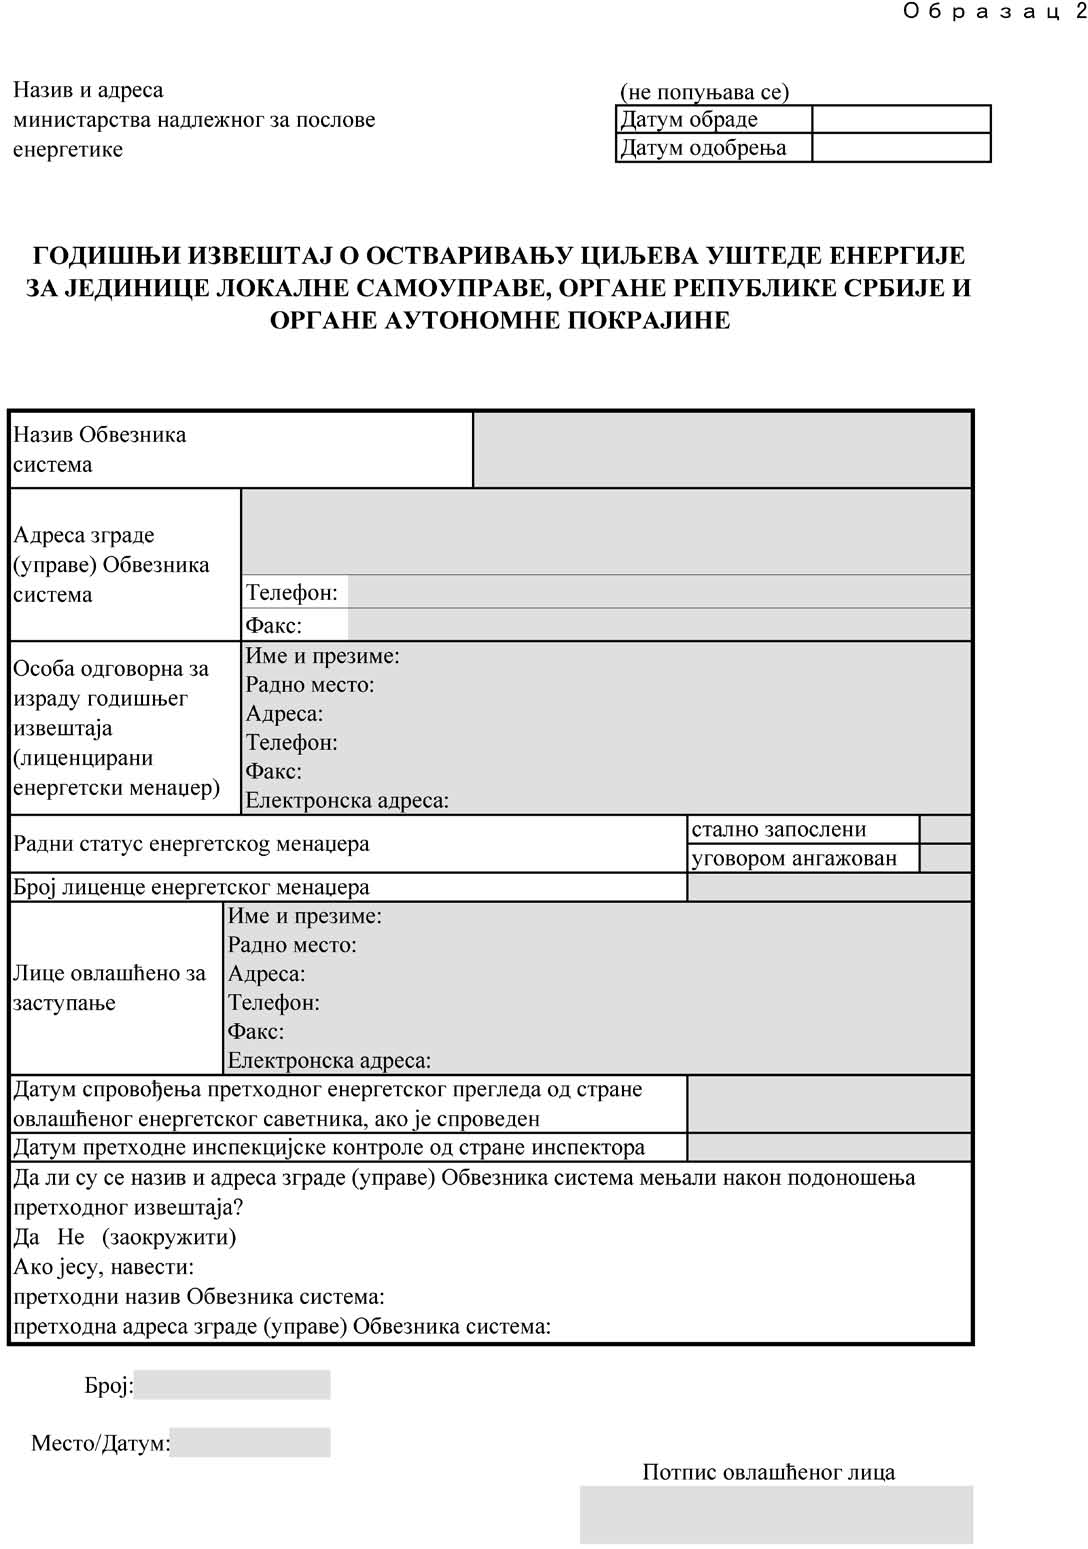 Образац 2
Назив и адреса
министарства надлежног за послове
енергетике
(не попуњава се)
Датум обраде
Датум одобрења
ГОДИШЊИ ИЗВЕШТАЈ О ОСТВАРИВАЊУ ЦИЉЕВА УШТЕДЕ ЕНЕРГИЈЕ
ЗА ЈЕДИНИЦЕ ЛОКАЛНЕ САМОУПРАВЕ, ОРГАНЕ РЕПУБЛИКЕ СРБИЈЕ И
ОРГАНЕ АУТОНОМНЕ ПОКРАЈИНЕ
Назив Обвезника
система
Адреса зграде
(управе) Обвезника
система
Телефон:
Факс:
Особа одговорна за
израду годишњег
извештаја
(лиценцирани
енергетски менаџер)
Име и презиме:
Радно место:
Адреса:
Телефон:
Факс:
Електронска адреса:
Радни статус енергетскоg менаџера
стално запослени
уговором ангажован
Број лиценце енергетског менаџера
Лице овлашћено за
заступање
Име и презиме:
Радно место:
Адреса:
Телефон:
Факс:
Електронска адреса:
Датум спровођења претходног енергетског прегледа од стране
овлашћеног енергетског саветника, ако је спроведен
Датум претходне инспекцијске контроле од стране инспектора
Да ли су се назив и адреса зграде (управе) Обвезника система мењали након подоношења
претходног извештаја?
Да Не (заокружити)
Ако јесу, навести:
претходни назив Обвезника система:
претходна адреса зграде (управе) Обвезника система:
Број:
Место/Датум:
Потпис овлашћеног лица